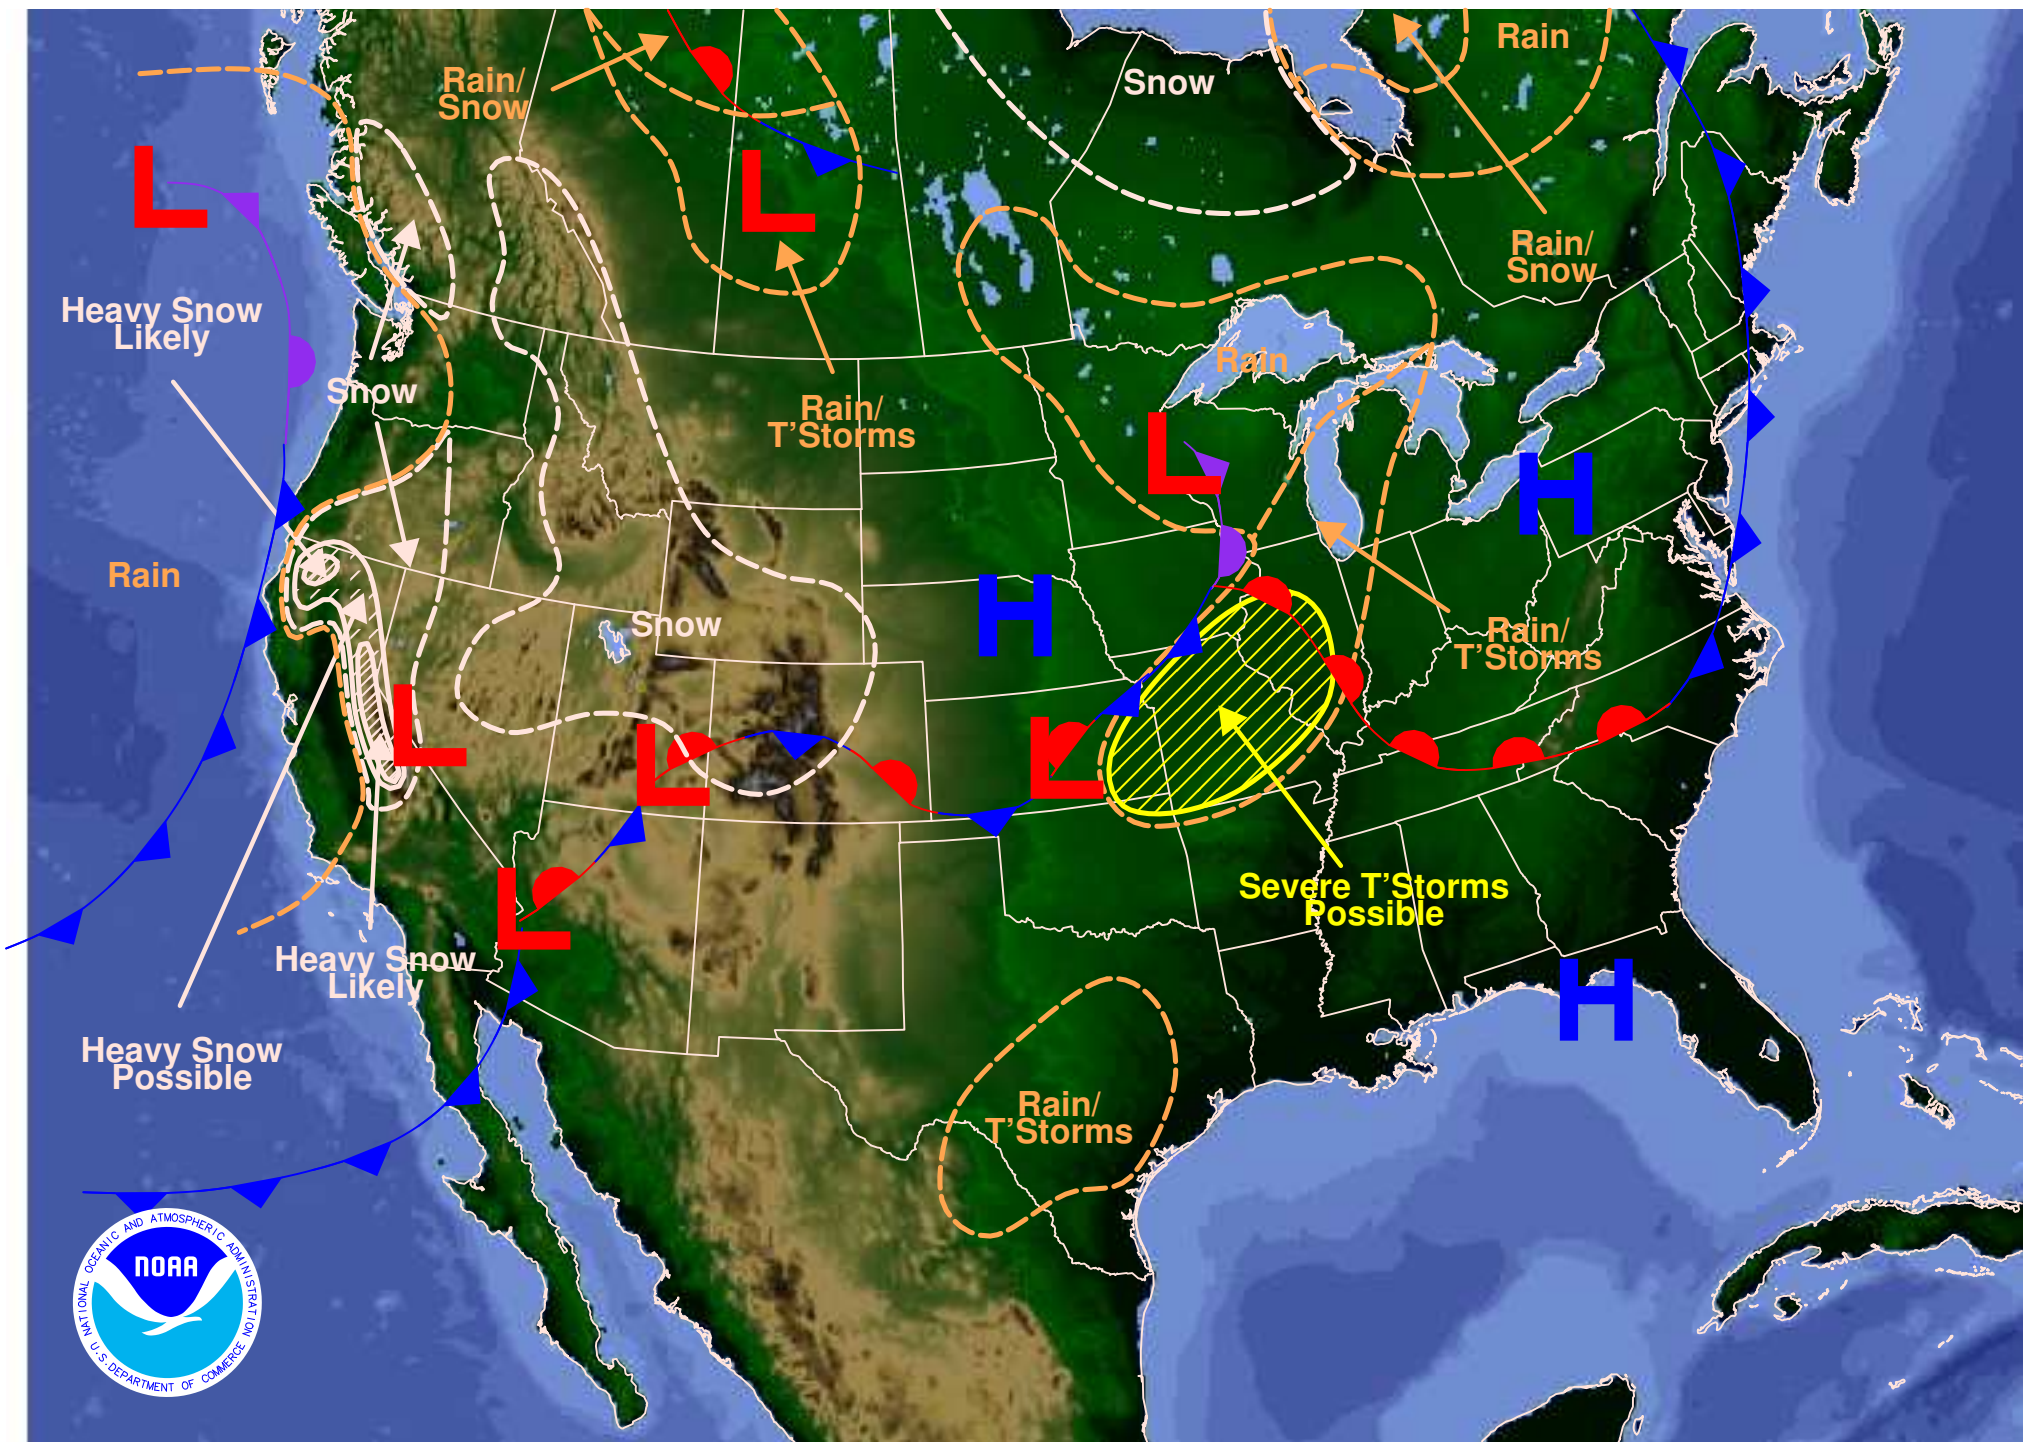 Rain
Snow
Rain/
Snow
L
L
Rain/
Snow
Heavy Snow
Likely
Snow
Rain
Rain/
T'Storms
L
H
Rain
H
Snow
Rain/
T'Storms
L
L
L
L
Severe T'Storms
Possible
Heavy Snow
Likely
H
Heavy Snow
Possible
Rain/
T'Storms
NATIONAL OCEANIC AND ATMOSPHERIC ADMINISTRATION
NOAA
U.S. DEPARTMENT OF COMMERCE